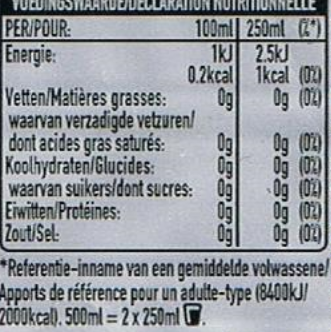 VOEDINGSWAARDE/DÉCLARATION NUTRITIONNELLE
PER/POUR: 100ml 250ml (%*)
Energie: 1kJ 2.5kJ
0.2kcal 1kcal (0%)
Vetten/Matières grasses: 0g 0g (0%)
waarvan verzadigde vetzuren/
dont acides gras saturés: 0g 0g (0%)
Koolhydraten/Glucides: 0g 0g (0%)
waarvan suikers/dont sucres: 0g 0g (0%)
Eiwitten/Protéines: 0g 0g (0%)
Zout/Sel: 0g 0g (0%)
*Referentie-inname van een gemiddelde volwassene/
Apports de référence pour un adulte-type (8400kJ/
2000kcal). 500ml = 2 x 250ml